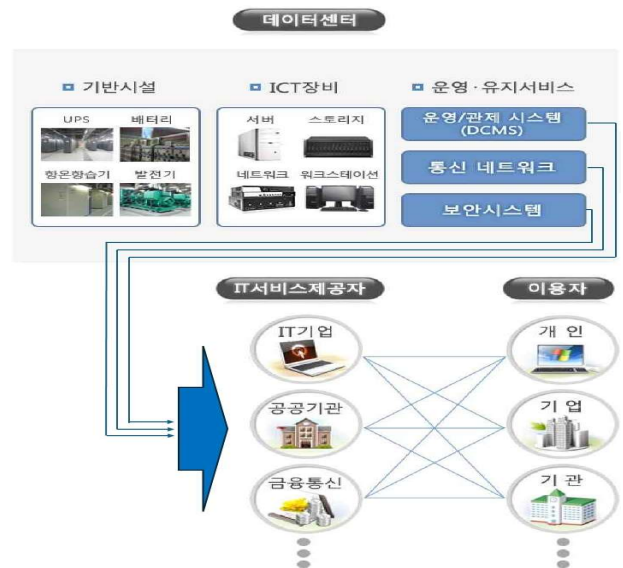 데이터센터
기반시설
ICT장비
운영·유지서비스
UPS 배터리
항온항습기 발전기
서버 스토리지
네트워크 워크스테이션
운영/관제 시스템
(DCMS)
통신 네트워크
보안시스템
IT서비스제공자
이용자
IT기업
개 인
공공기관
기 업
금융통신
기 관